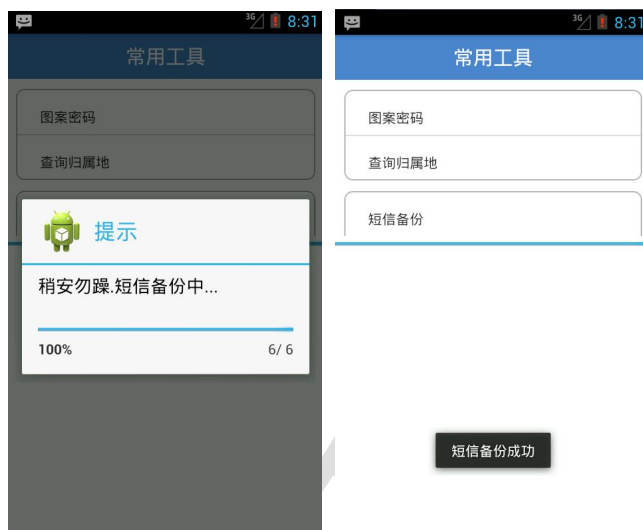 3G 8:31
常用工具
图案密码
查询归属地
提示
稍安勿躁.短信备份中...
100% 6/ 6
3G 8:31
常用工具
图案密码
查询归属地
短信备份
短信备份成功